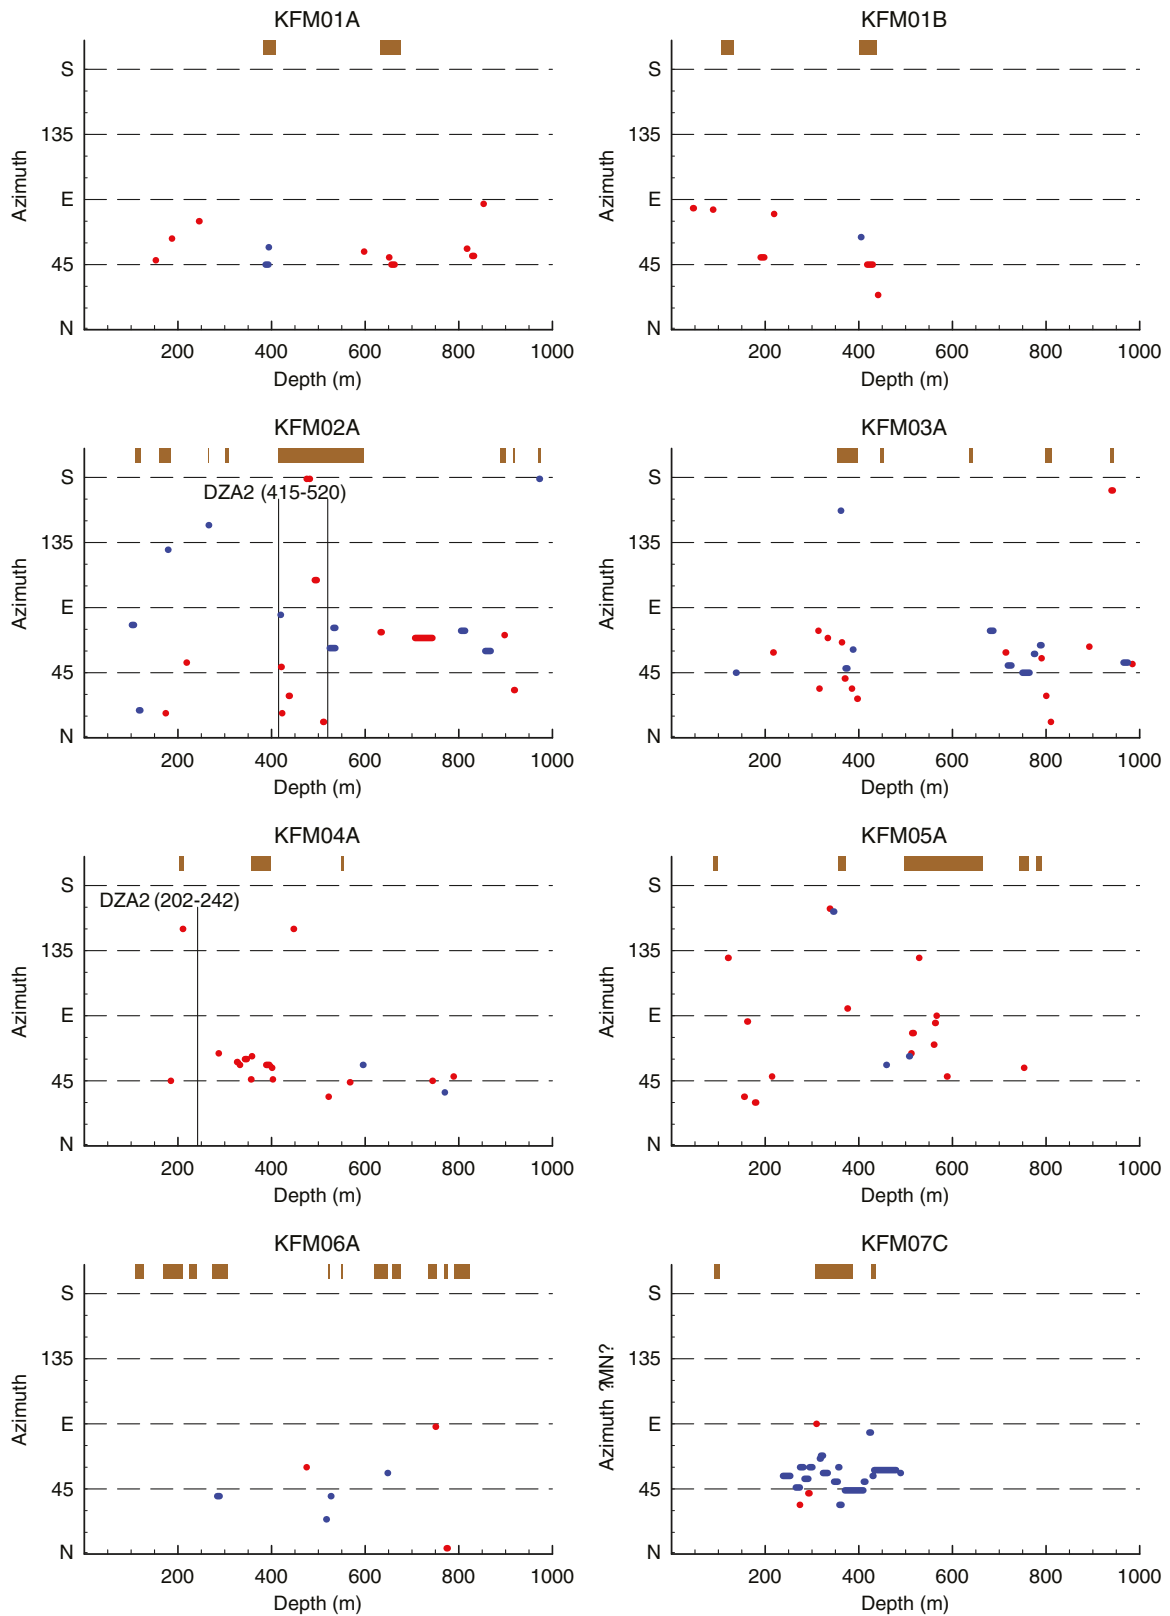 KFM01A
S
135
E
45
N
Azimuth
200 400 600 800 1000
Depth (m)
KFM01B
S
135
E
45
N
Azimuth
200 400 600 800 1000
Depth (m)
KFM02A
S
DZA2 (415-520)
135
E
45
N
Azimuth
200 400 600 800 1000
Depth (m)
KFM03A
S
135
E
45
N
Azimuth
200 400 600 800 1000
Depth (m)
KFM04A
S
DZA2 (202-242)
135
E
45
N
Azimuth
200 400 600 800 1000
Depth (m)
KFM05A
S
135
E
45
N
Azimuth
200 400 600 800 1000
Depth (m)
KFM06A
S
135
E
45
N
Azimuth
200 400 600 800 1000
Depth (m)
KFM07C
S
135
E
45
N
Azimuth ?MN?
200 400 600 800 1000
Depth (m)